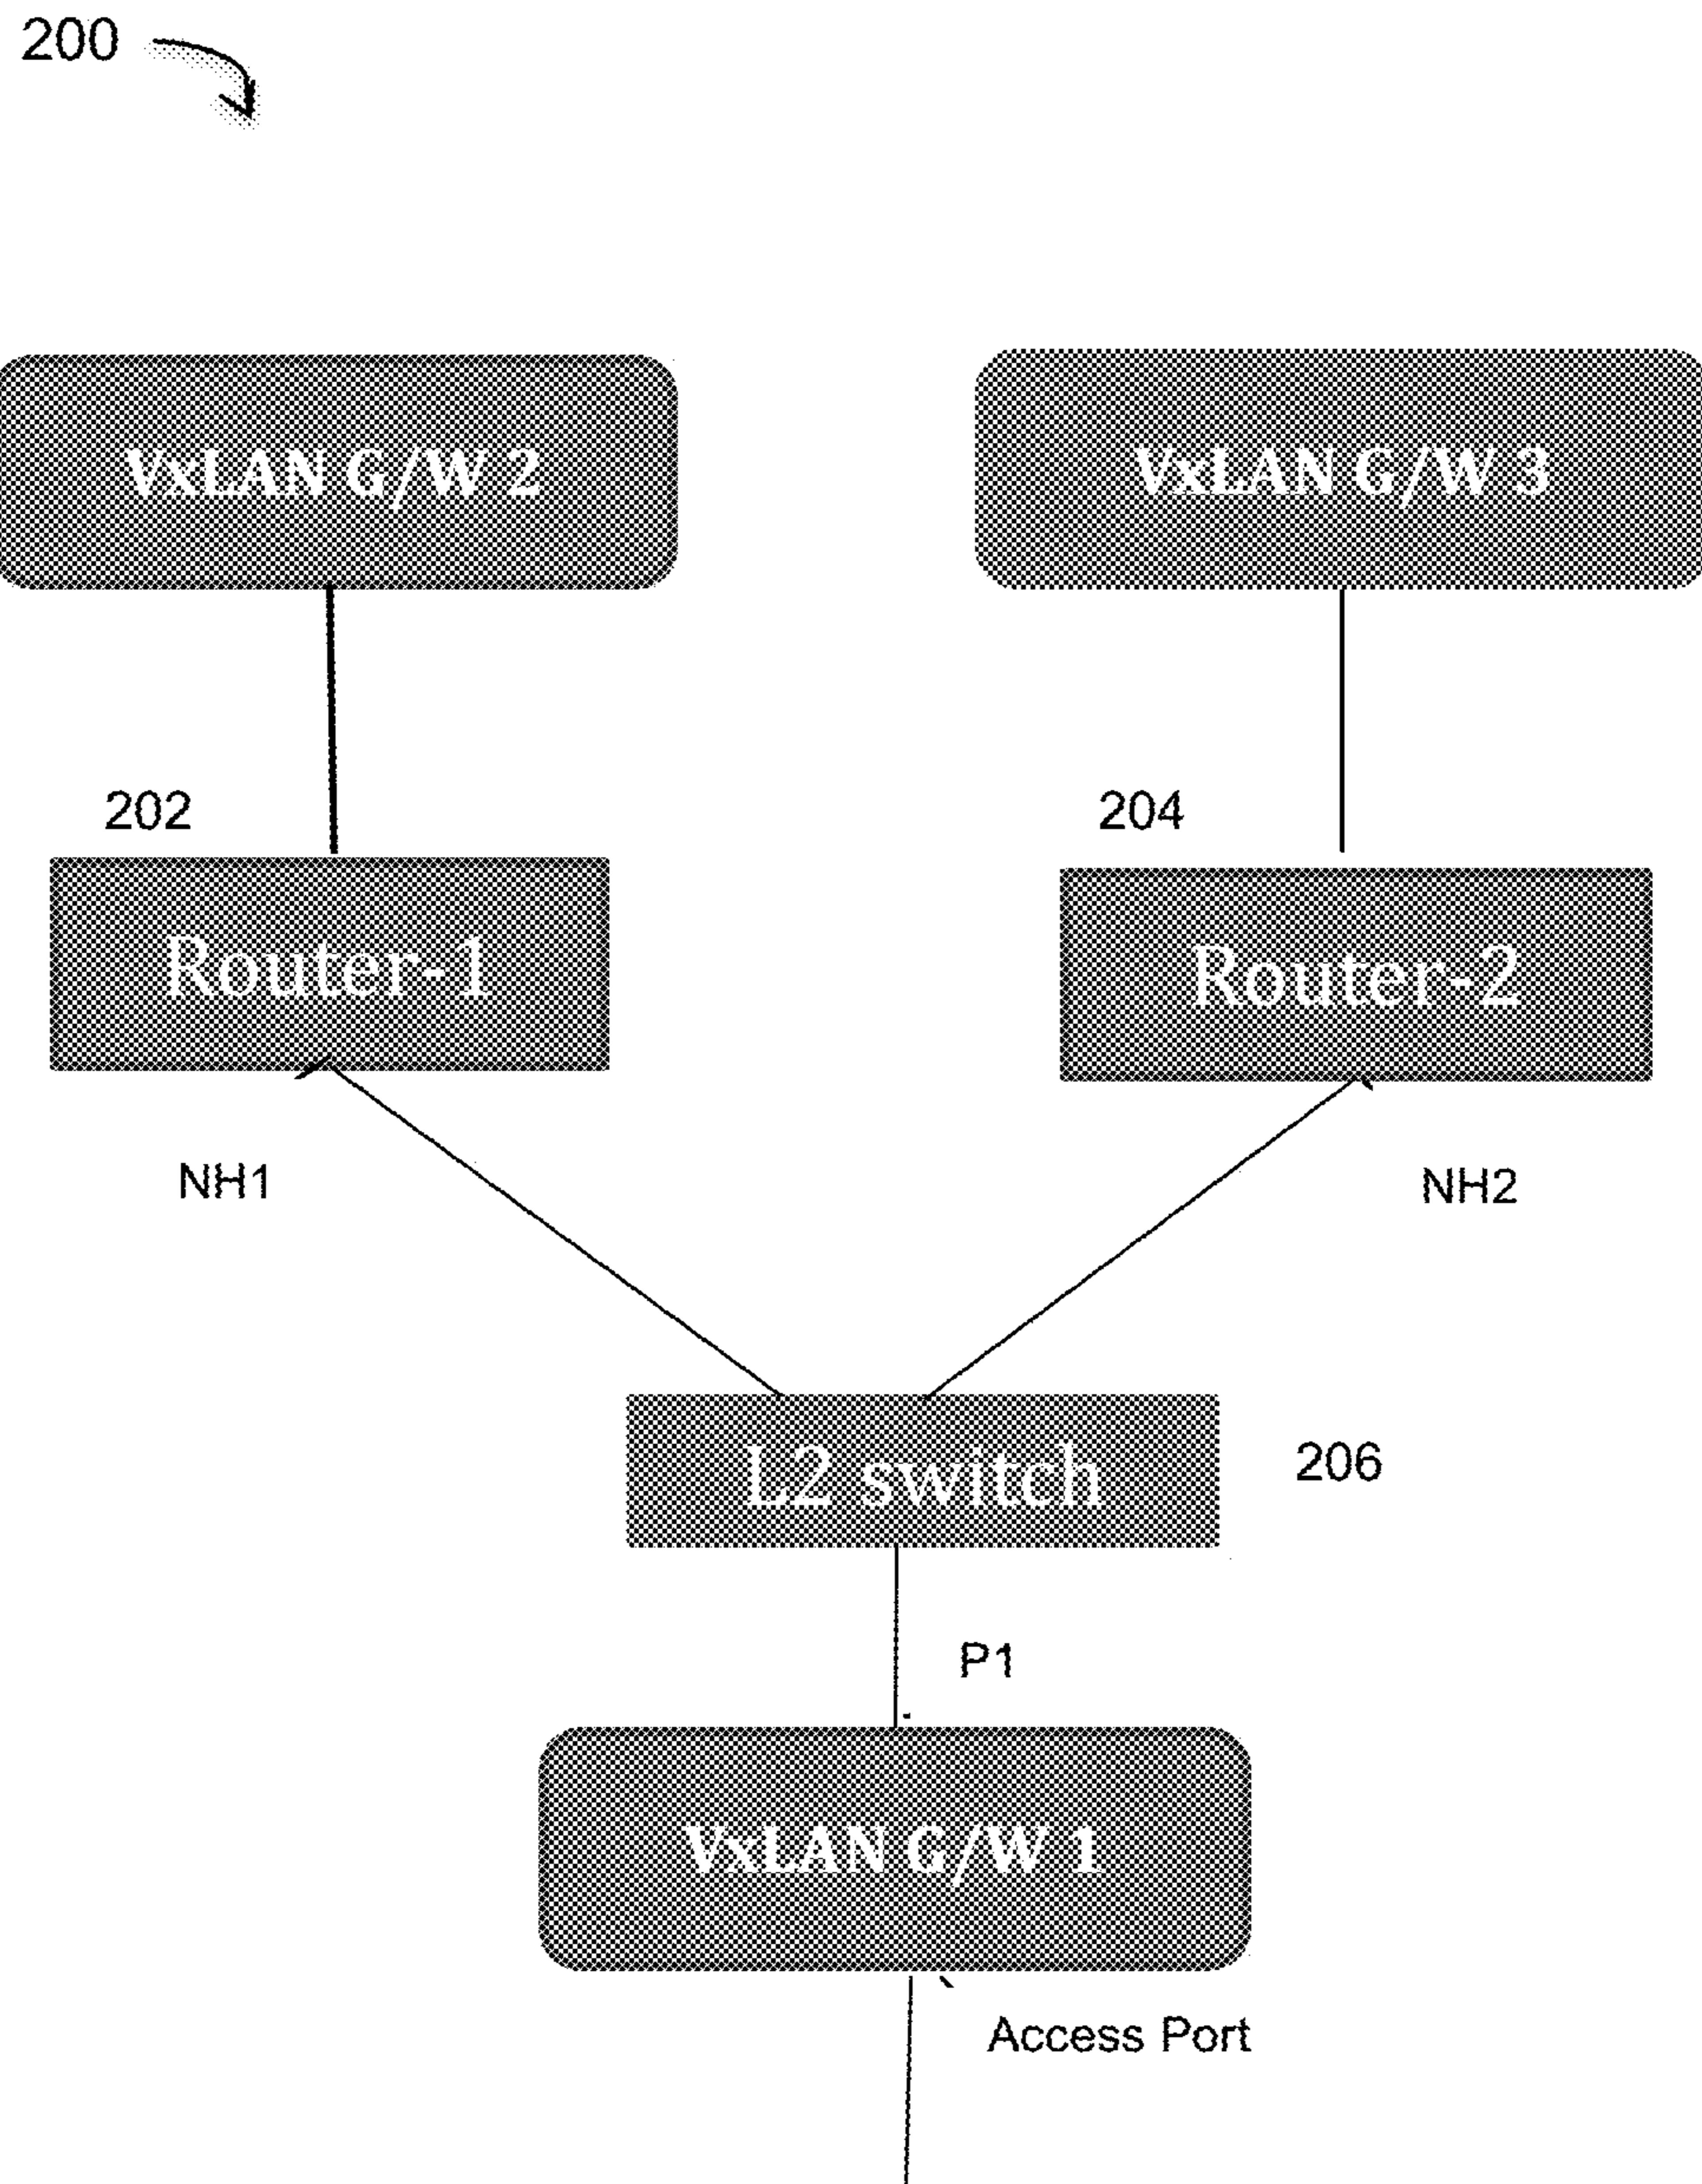 200
VxLAN G/W 2
VxLAN G/W 3
202
204
Router-1
Router-2
NH1
NH2
L2 switch
206
P1
VxLAN G/W 1
Access Port